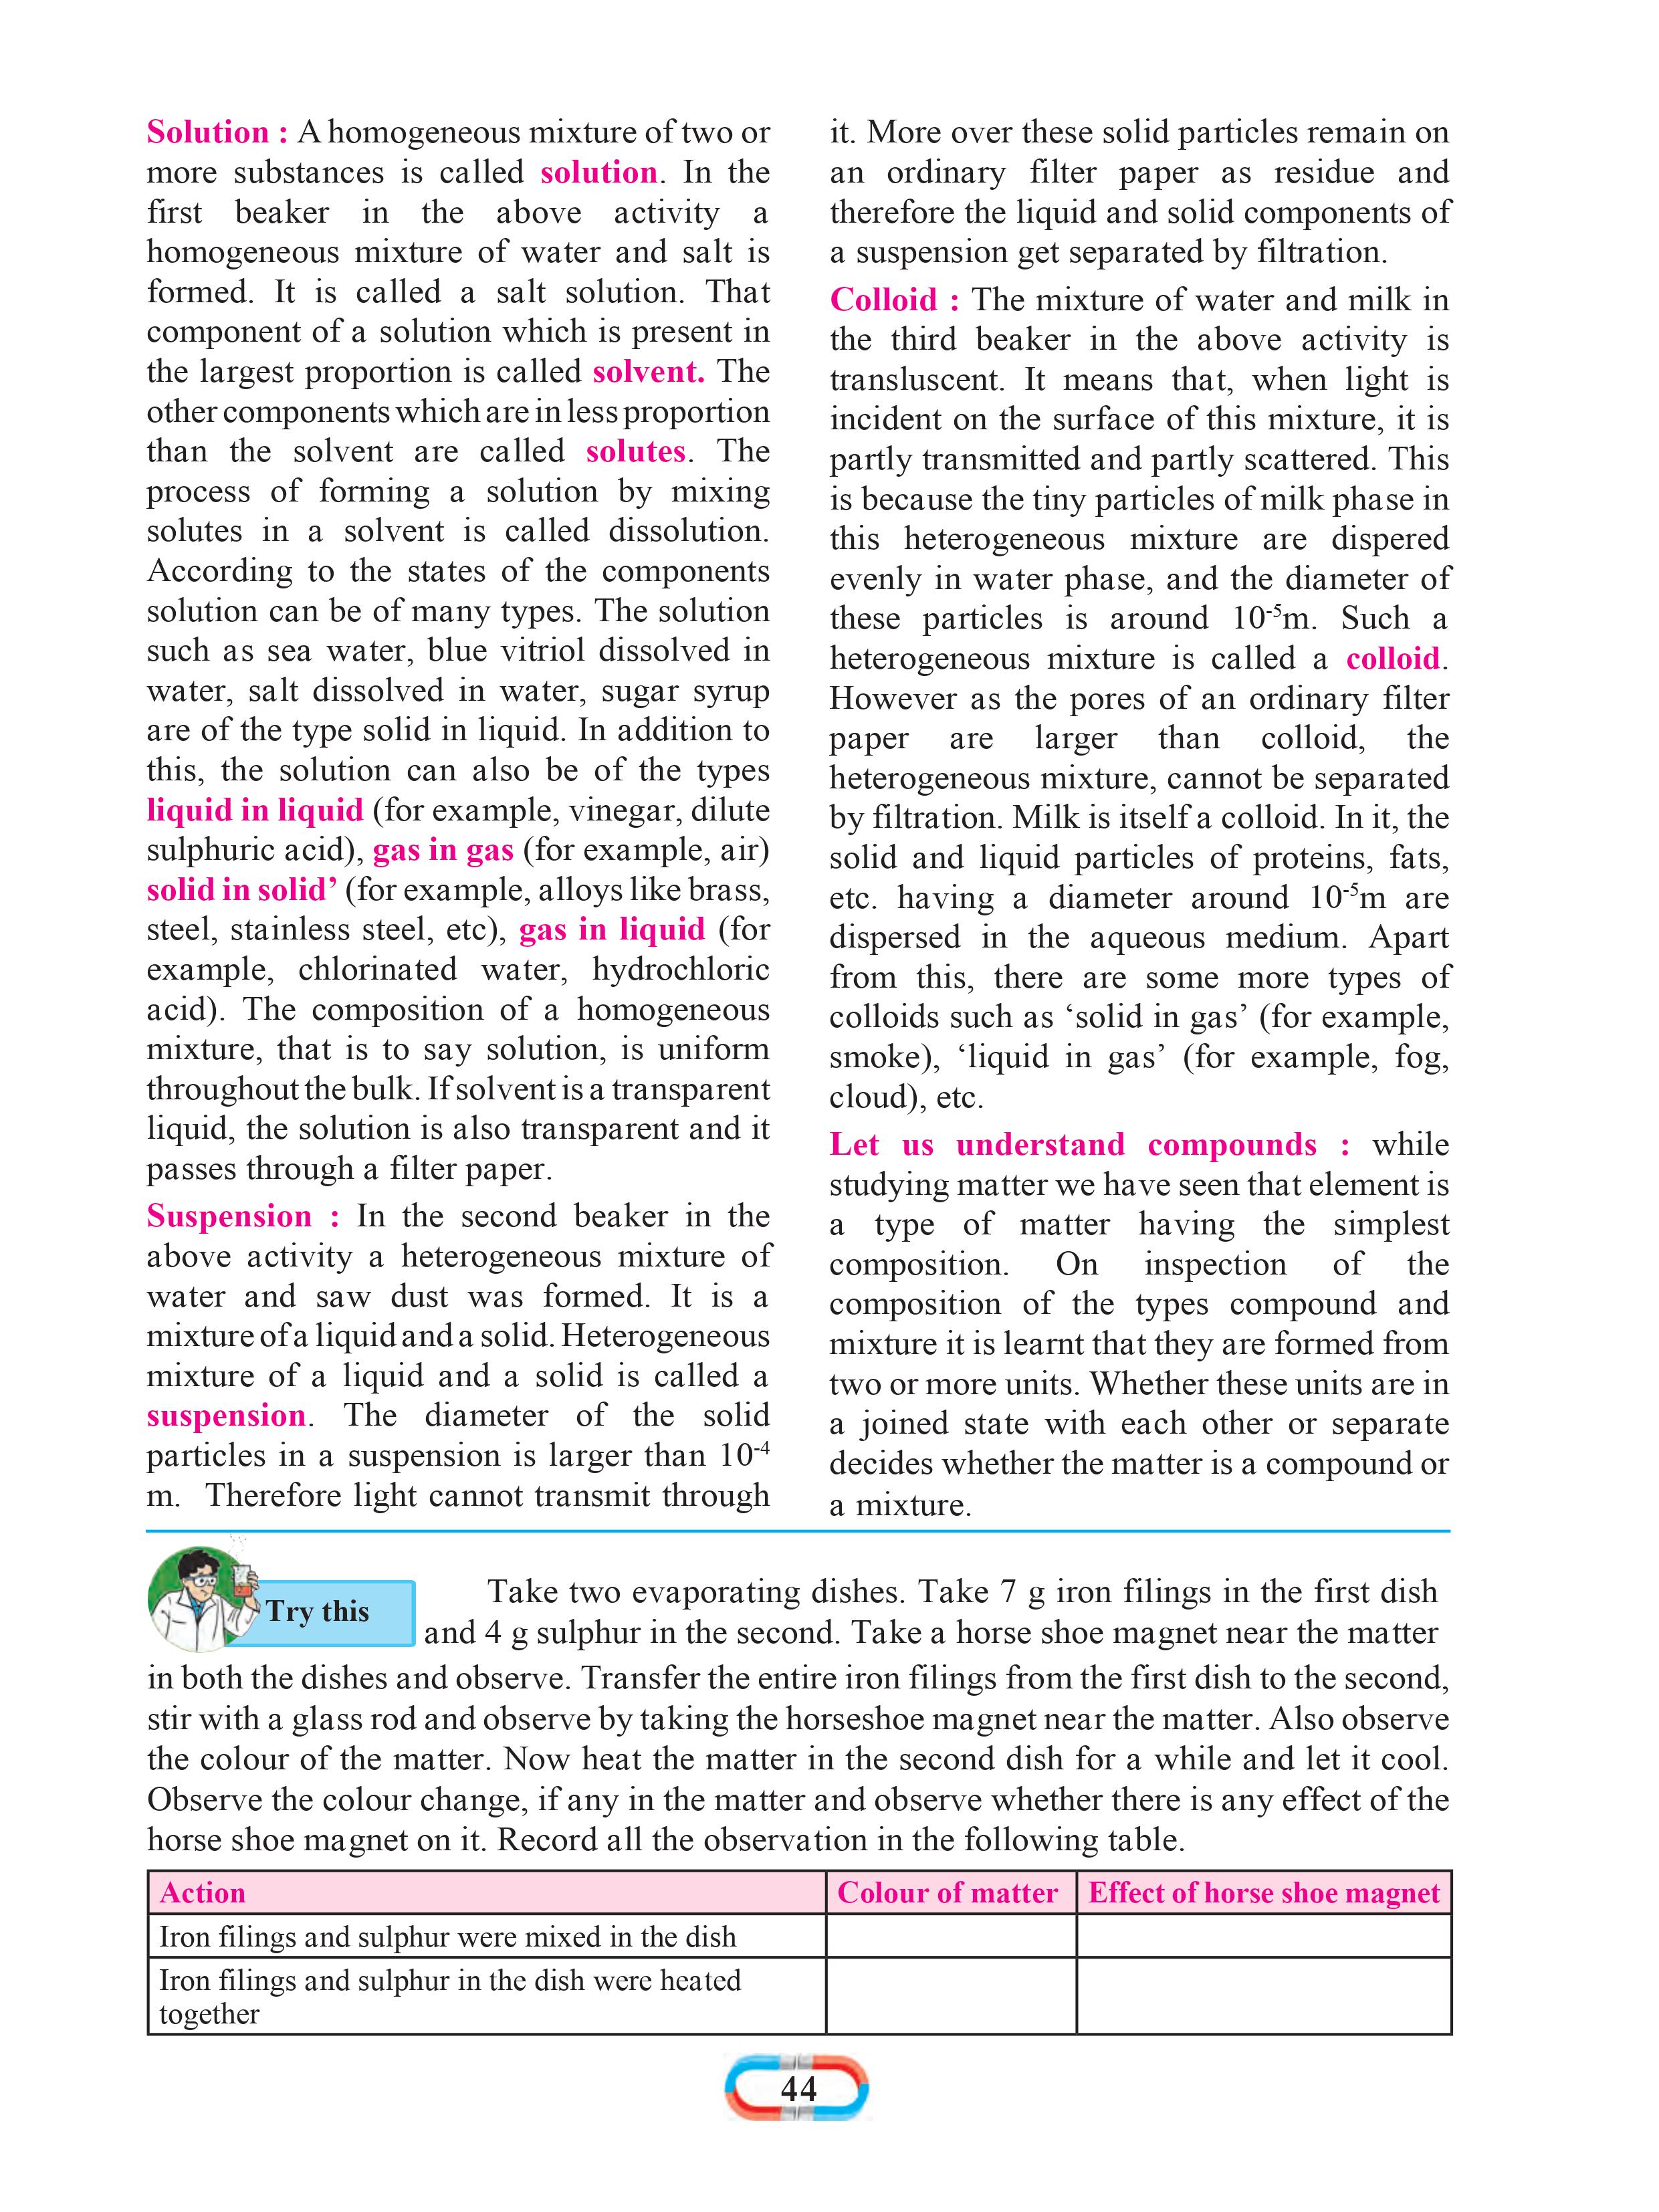 Solution : A homogeneous mixture of two or
more substances is called solution. In the
first beaker in the above activity a
homogeneous mixture of water and salt is
formed. It is called a salt solution. That
component of a solution which is present in
the largest proportion is called solvent. The
other components which are in less proportion
than the solvent are called solutes. The
process of forming a solution by mixing
solutes in a solvent is called dissolution.
According to the states of the components
solution can be of many types. The solution
such as sea water, blue vitriol dissolved in
water, salt dissolved in water, sugar syrup
are of the type solid in liquid. In addition to
this, the solution can also be of the types
liquid in liquid (for example, vinegar, dilute
sulphuric acid), gas in gas (for example, air)
solid in solid’ (for example, alloys like brass,
steel, stainless steel, etc), gas in liquid (for
example, chlorinated water, hydrochloric
acid). The composition of a homogeneous
mixture, that is to say solution, is uniform
throughout the bulk. If solvent is a transparent
liquid, the solution is also transparent and it
passes through a filter paper.
Suspension : In the second beaker in the
above activity a heterogeneous mixture of
water and saw dust was formed. It is a
mixture of a liquid and a solid. Heterogeneous
mixture of a liquid and a solid is called a
suspension. The diameter of the solid
particles in a suspension is larger than 10⁻⁴
m. Therefore light cannot transmit through
it. More over these solid particles remain on
an ordinary filter paper as residue and
therefore the liquid and solid components of
a suspension get separated by filtration.
Colloid : The mixture of water and milk in
the third beaker in the above activity is
transluscent. It means that, when light is
incident on the surface of this mixture, it is
partly transmitted and partly scattered. This
is because the tiny particles of milk phase in
this heterogeneous mixture are dispered
evenly in water phase, and the diameter of
these particles is around 10⁻⁵m. Such a
heterogeneous mixture is called a colloid.
However as the pores of an ordinary filter
paper are larger than colloid, the
heterogeneous mixture, cannot be separated
by filtration. Milk is itself a colloid. In it, the
solid and liquid particles of proteins, fats,
etc. having a diameter around 10⁻⁵m are
dispersed in the aqueous medium. Apart
from this, there are some more types of
colloids such as ‘solid in gas’ (for example,
smoke), ‘liquid in gas’ (for example, fog,
cloud), etc.
Let us understand compounds : while
studying matter we have seen that element is
a type of matter having the simplest
composition. On inspection of the
composition of the types compound and
mixture it is learnt that they are formed from
two or more units. Whether these units are in
a joined state with each other or separate
decides whether the matter is a compound or
a mixture.
Try this
Take two evaporating dishes. Take 7 g iron filings in the first dish
and 4 g sulphur in the second. Take a horse shoe magnet near the matter
in both the dishes and observe. Transfer the entire iron filings from the first dish to the second,
stir with a glass rod and observe by taking the horseshoe magnet near the matter. Also observe
the colour of the matter. Now heat the matter in the second dish for a while and let it cool.
Observe the colour change, if any in the matter and observe whether there is any effect of the
horse shoe magnet on it. Record all the observation in the following table.
Action Colour of matter Effect of horse shoe magnet
Iron filings and sulphur were mixed in the dish
Iron filings and sulphur in the dish were heated
together
44